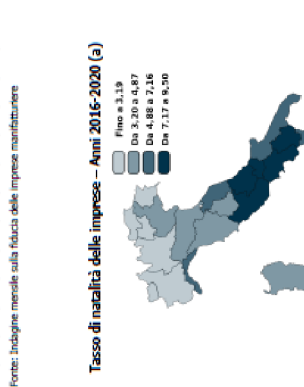 Fonte: Indagine mensile sulla fiducia delle imprese manifatturiere
Tasso di natalità delle imprese – Anni 2016-2020 (a)
Fino a 3,19
Da 3,20 a 4,87
Da 4,88 a 7,16
Da 7,17 a 9,50